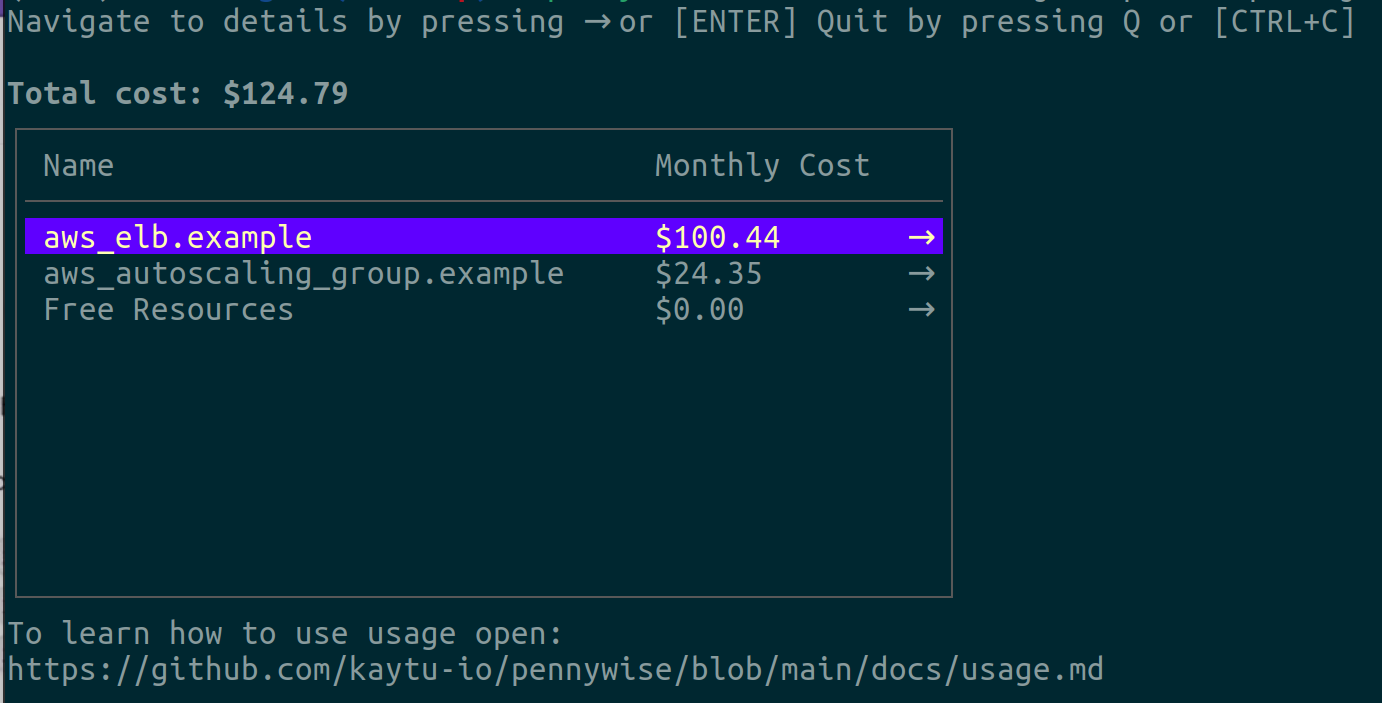 Navigate to details by pressing → or [ENTER] Quit by pressing Q or [CTRL+C]
Total cost: $124.79
Name Monthly Cost
aws_elb.example $100.44 →
aws_autoscaling_group.example $24.35 →
Free Resources $0.00 →
To learn how to use usage open:
https://github.com/kaytu-io/pennywise/blob/main/docs/usage.md